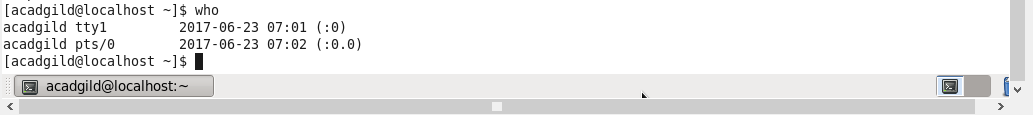 [acadgild@localhost ~]$ who
acadgild tty1         2017-06-23 07:01 (:0)
acadgild pts/0        2017-06-23 07:02 (:0.0)
[acadgild@localhost ~]$
acadgild@localhost:~